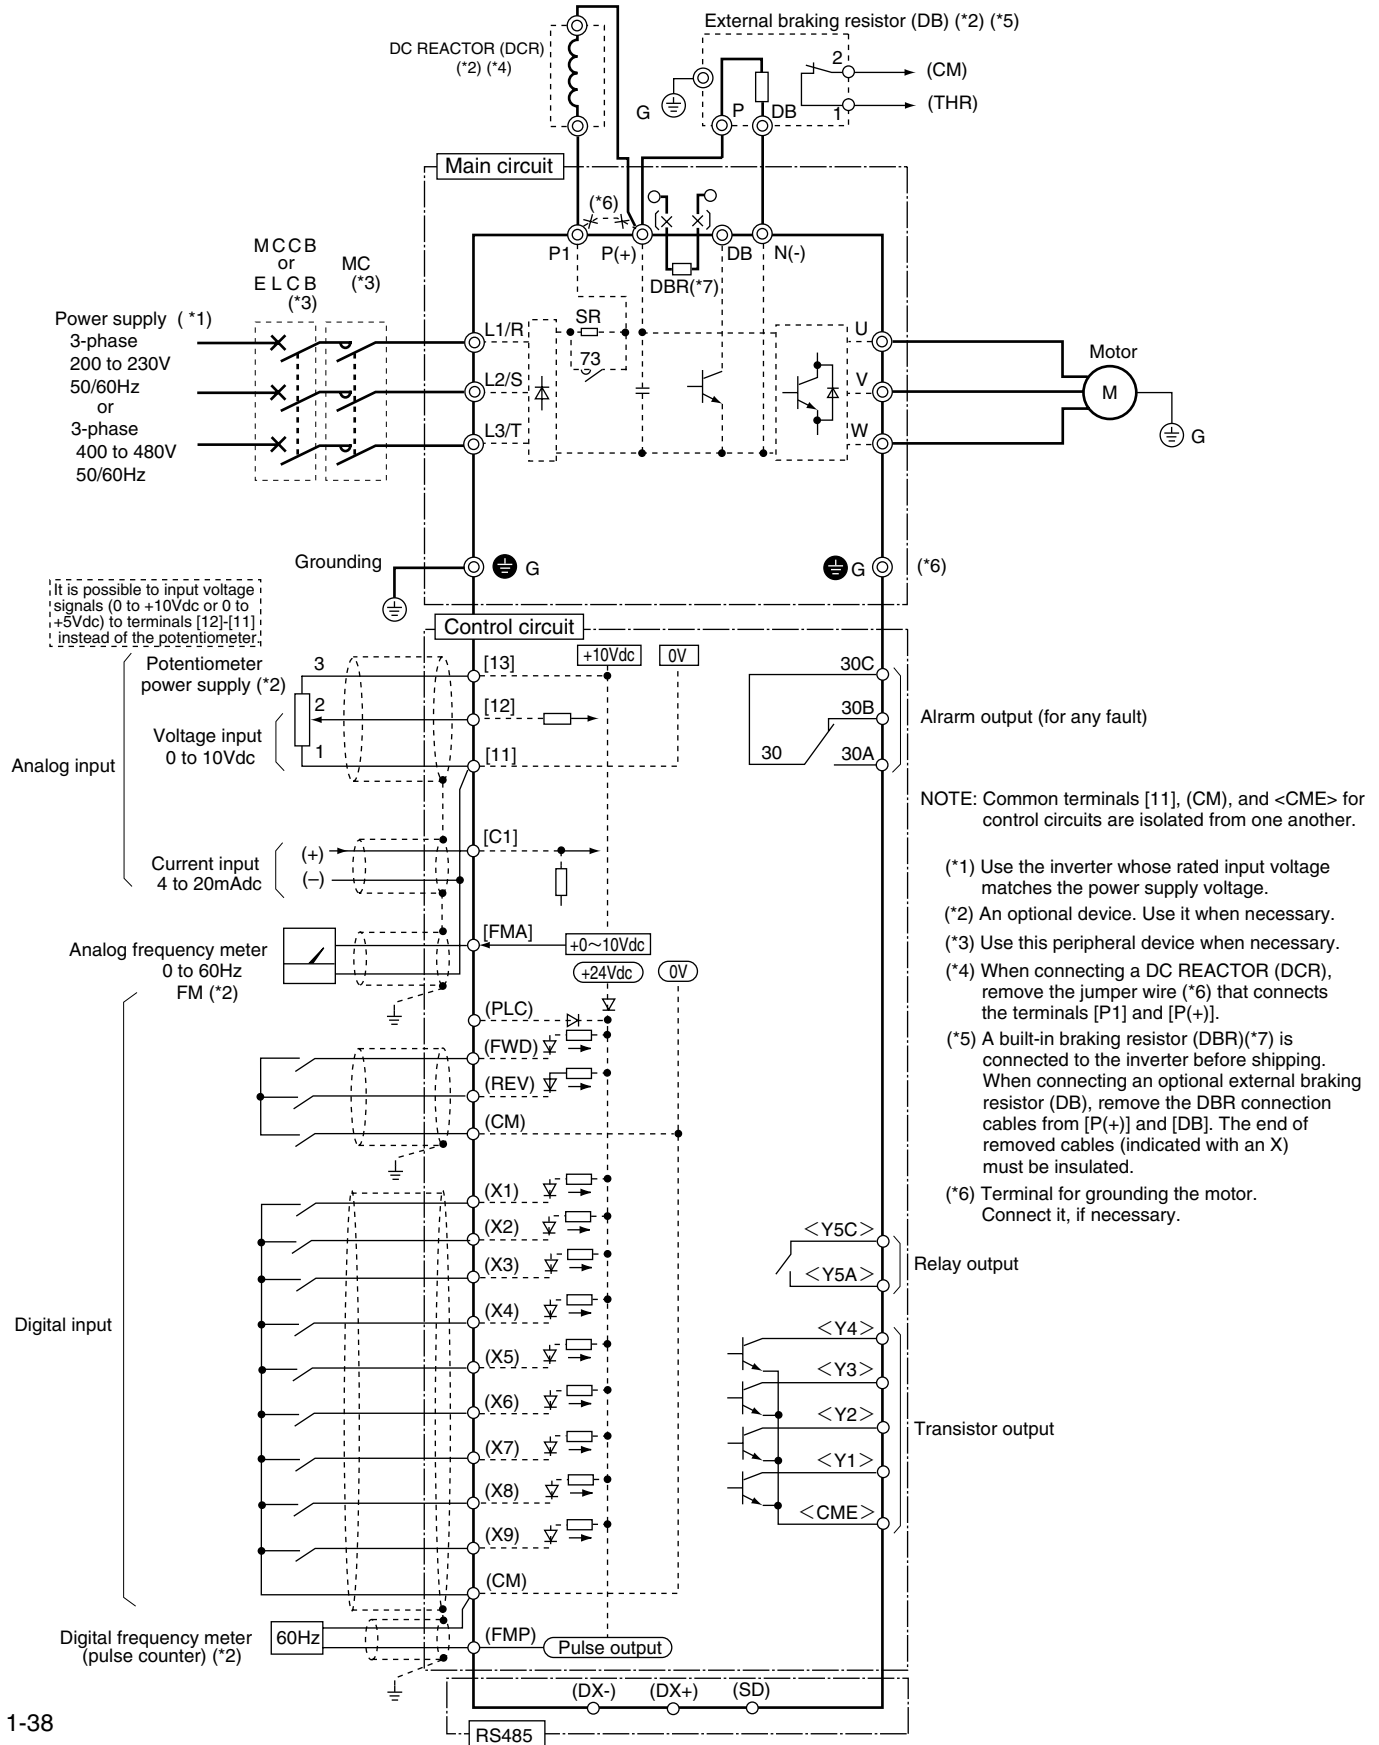 DC REACTOR (DCR)
(*2) (*4)
External braking resistor (DB) (*2) (*5)
2
(CM)
(THR)
1
G
P
DB
Main circuit
(*6)
P1
P(+)
DB
N(-)
DBR(*7)
MCCB
or
ELCB
(*3)
MC
(*3)
Power supply (*1)
3-phase
200 to 230V
50/60Hz
or
3-phase
400 to 480V
50/60Hz
L1/R
L2/S
L3/T
SR
73
U
V
W
Motor
M
G
Grounding
G
G
(*6)
It is possible to input voltage
signals (0 to +10Vdc or 0 to
+5Vdc) to terminals [12]-[11]
instead of the potentiometer.
Control circuit
Potentiometer
power supply (*2)
3
2
1
Voltage input
0 to 10Vdc
Analog input
[13]
[12]
[11]
+10Vdc
0V
30C
30B
30
30A
Alrarm output (for any fault)
Current input
4 to 20mAdc
(+)
(–)
[C1]
Analog frequency meter
0 to 60Hz
FM (*2)
[FMA]
+0～10Vdc
+24Vdc
0V
NOTE: Common terminals [11], (CM), and <CME> for
control circuits are isolated from one another.
(*1) Use the inverter whose rated input voltage
matches the power supply voltage.
(*2) An optional device. Use it when necessary.
(*3) Use this peripheral device when necessary.
(*4) When connecting a DC REACTOR (DCR),
remove the jumper wire (*6) that connects
the terminals [P1] and [P(+)].
(*5) A built-in braking resistor (DBR)(*7) is
connected to the inverter before shipping.
When connecting an optional external braking
resistor (DB), remove the DBR connection
cables from [P(+)] and [DB]. The end of
removed cables (indicated with an X)
must be insulated.
(*6) Terminal for grounding the motor.
Connect it, if necessary.
(PLC)
(FWD)
(REV)
(CM)
Digital input
(X1)
(X2)
(X3)
(X4)
(X5)
(X6)
(X7)
(X8)
(X9)
(CM)
<Y5C>
<Y5A>
Relay output
<Y4>
<Y3>
<Y2>
<Y1>
<CME>
Transistor output
Digital frequency meter
(pulse counter) (*2)
60Hz
(FMP)
Pulse output
(DX-)
(DX+)
(SD)
RS485
1-38